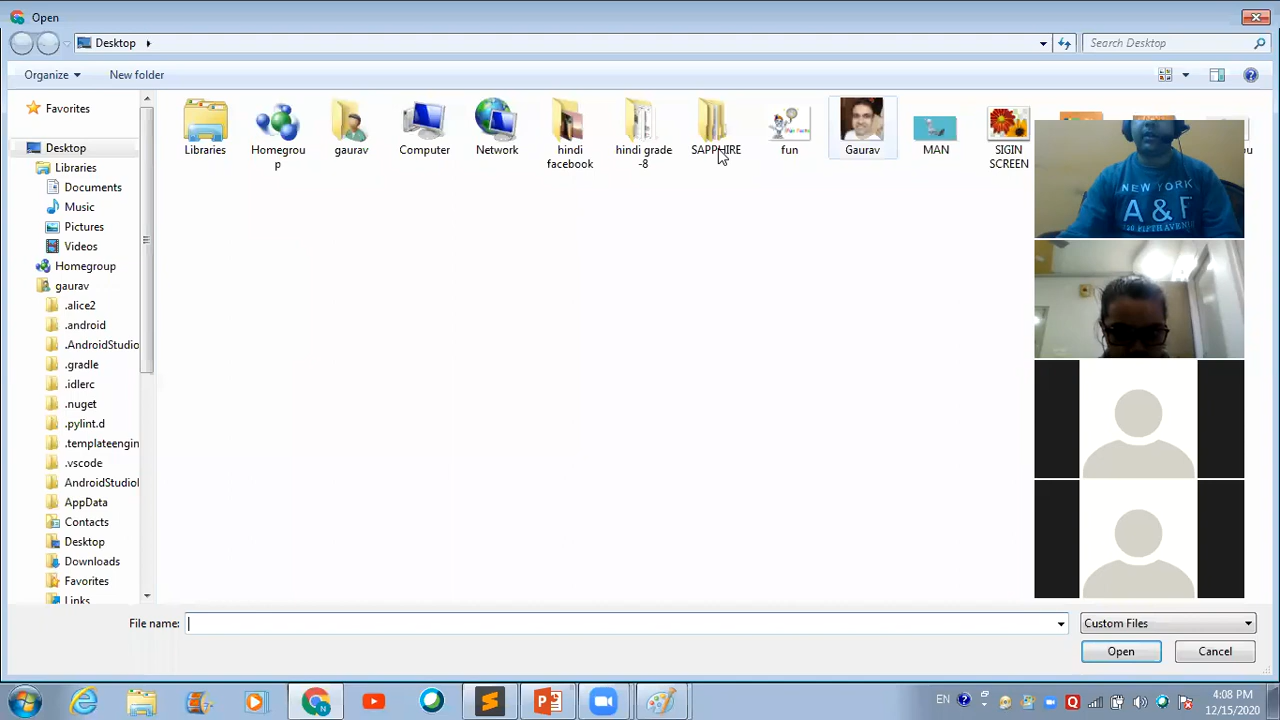 Open
Desktop
Search Desktop
Organize
New folder
Favorites
Desktop
Libraries
Documents
Music
Pictures
Videos
Homegroup
gaurav
.alice2
.android
.AndroidStudio
.gradle
.idlerc
.nuget
.pylint.d
.templateengin
.vscode
AndroidStudio
AppData
Contacts
Desktop
Downloads
Favorites
Links
Libraries
Homegrou
p
gaurav
Computer
Network
hindi
facebook
hindi grade
-8
SAPPHIRE
fun
Gaurav
MAN
SIGIN
SCREEN
NEW YORK
A & F
FIFTH AVENUE
File name:
Custom Files
Open
Cancel
EN
4:08 PM
12/15/2020